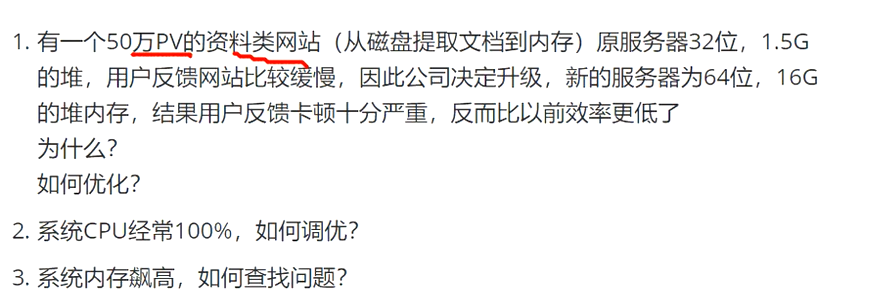 1. 有一个50万PV的资料类网站（从磁盘提取文档到内存）原服务器32位，1.5G
的堆，用户反馈网站比较缓慢，因此公司决定升级，新的服务器为64位，16G
的堆内存，结果用户反馈卡顿十分严重，反而比以前效率更低了
为什么？
如何优化？
2. 系统CPU经常100%，如何调优？
3. 系统内存飙高，如何查找问题？